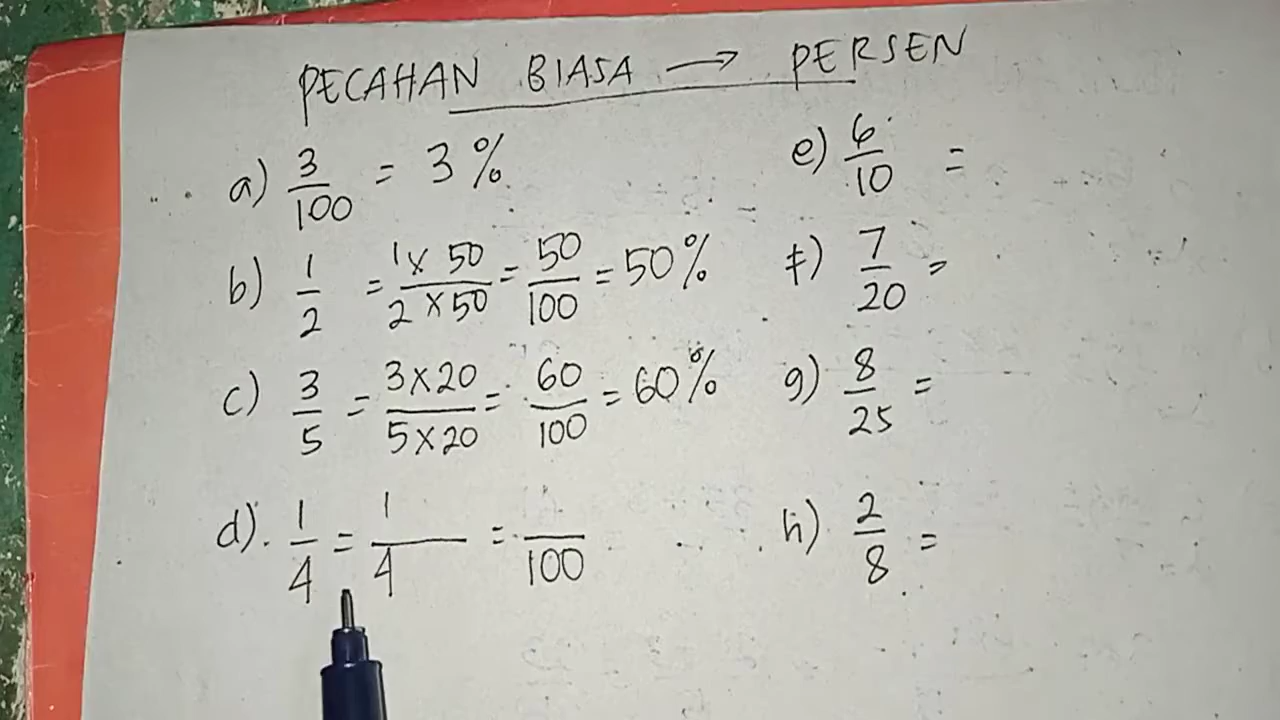 PECAHAN BIASA → PERSEN
a) 3/100 = 3%
b) 1/2 = 1 x 50 / 2 x 50 = 50/100 = 50%
c) 3/5 = 3 x 20 / 5 x 20 = 60/100 = 60%
d). 1/4 = 1/4 = /100
e) 6/10 =
f) 7/20 =
g) 8/25 =
h) 2/8 =